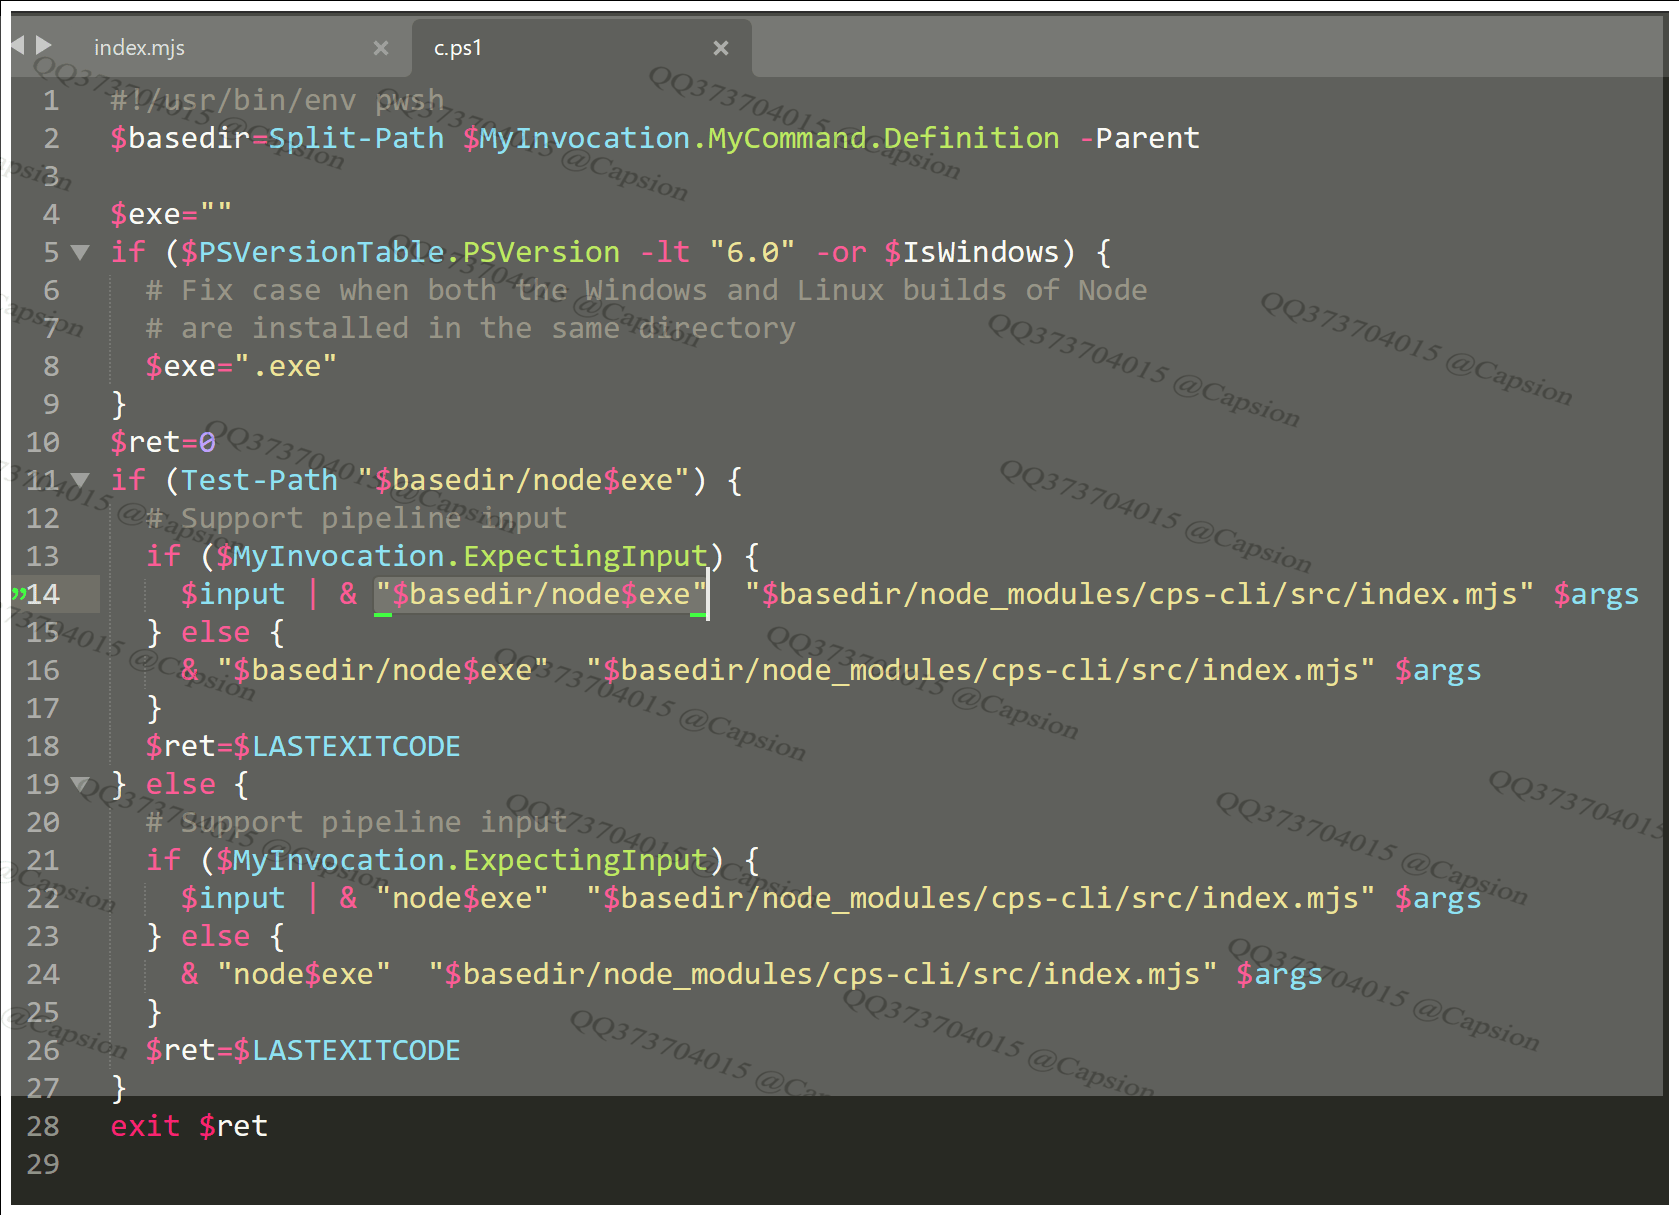 index.mjs × c.ps1 ×
1 #!/usr/bin/env pwsh
2 $basedir=Split-Path $MyInvocation.MyCommand.Definition -Parent
3
4 $exe=""
5 if ($PSVersionTable.PSVersion -lt "6.0" -or $IsWindows) {
6   # Fix case when both the Windows and Linux builds of Node
7   # are installed in the same directory
8   $exe=".exe"
9 }
10 $ret=0
11 if (Test-Path "$basedir/node$exe") {
12   # Support pipeline input
13   if ($MyInvocation.ExpectingInput) {
14     $input | & "$basedir/node$exe"  "$basedir/node_modules/cps-cli/src/index.mjs" $args
15   } else {
16     & "$basedir/node$exe"  "$basedir/node_modules/cps-cli/src/index.mjs" $args
17   }
18   $ret=$LASTEXITCODE
19 } else {
20   # Support pipeline input
21   if ($MyInvocation.ExpectingInput) {
22     $input | & "node$exe"  "$basedir/node_modules/cps-cli/src/index.mjs" $args
23   } else {
24     & "node$exe"  "$basedir/node_modules/cps-cli/src/index.mjs" $args
25   }
26   $ret=$LASTEXITCODE
27 }
28 exit $ret
29
QQ373704015 @Capsion